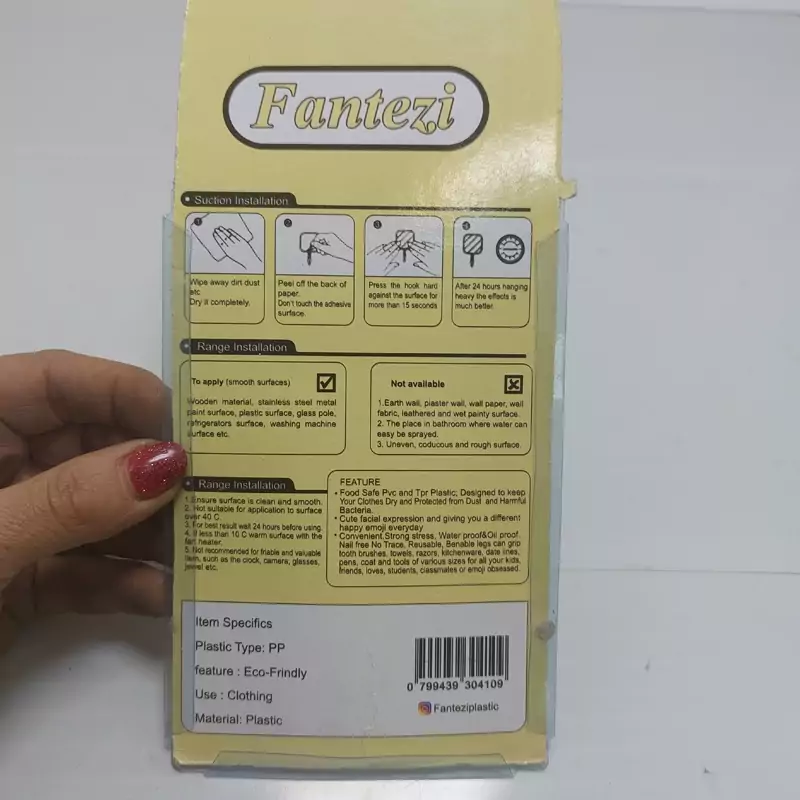 Fantezi
Suction Installation
1
2
3
4
Wipe away dirt dust
etc
Dry it completely.
Peel off the back of
paper.
Don't touch the adhesive
surface.
Press the hook hard
against the surface for
more than 15 seconds
After 24 hours hanging
heavy the effects is
much better.
Range Installation
To apply (smooth surfaces)
Wooden material, stainless steel metal
paint surface, plastic surface, glass pole,
refrigerators surface, washing machine
surface etc.
Not available
1.Earth wall, plaster wall, wall paper, wall
fabric, leathered and wet painty surface.
2. The place in bathroom where water can
easy be sprayed.
3. Uneven, coducous and rough surface.
Range Installation
1. Ensure surface is clean and smooth.
2. Not suitable for application to surface
over 40 C
3. For best result wait 24 hours before using.
4. If less than 10 C warm surface with the
fan heater.
5. Not recommended for friable and valuable
item, such as the clock, camera, glasses,
jewel etc.
FEATURE
• Food Safe Pvc and Tpr Plastic, Designed to keep
Your Clothes Dry and Protected from Dust and Harmful
Bacteria.
• Cute facial expression and giving you a different
happy emoji everyday
• Convenient.Strong stress, Water proof&Oil proof.
Nail free No Trace. Reusable, Benable legs can grip
tooth brushes, towels, razors, kitchenware, date lines,
pens, coat and tools of various sizes for all your kids,
friends, loves, students, classmates or emoji obsessed.
Item Specifics
Plastic Type: PP
feature : Eco-Frindly
Use : Clothing
Material: Plastic
0 799439 304109
Fanteziplastic